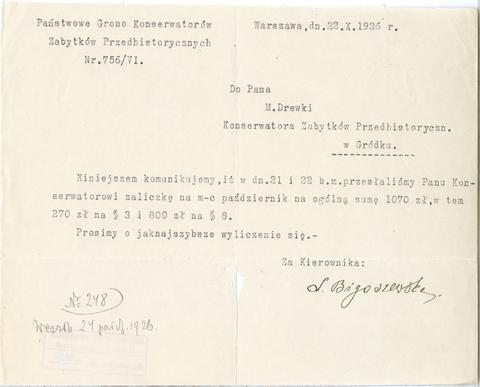 Państwowe Grono Konserwatorów
Zabytków Przedhistorycznych
Nr.756/VI.
Warszawa,dn.22.X.1926 r.
Do Pana
M.Drewki
Konserwatora Zabytków Przedhistoryczn.
w Gródku.
Niniejszem komunikujemy,iż w dn.21 i 22 b.m.przesłaliśmy Panu Kon-
serwatorowi zaliczkę na m-c październik na ogólną sumę 1070 zł,w tem
270 zł na § 3 i 800 zł na § 8.
Prosimy o jaknajszybsze wyliczenie się.-
Za Kierownika:
S. Bigoszewska
№ 248
24 paźd. 1926.